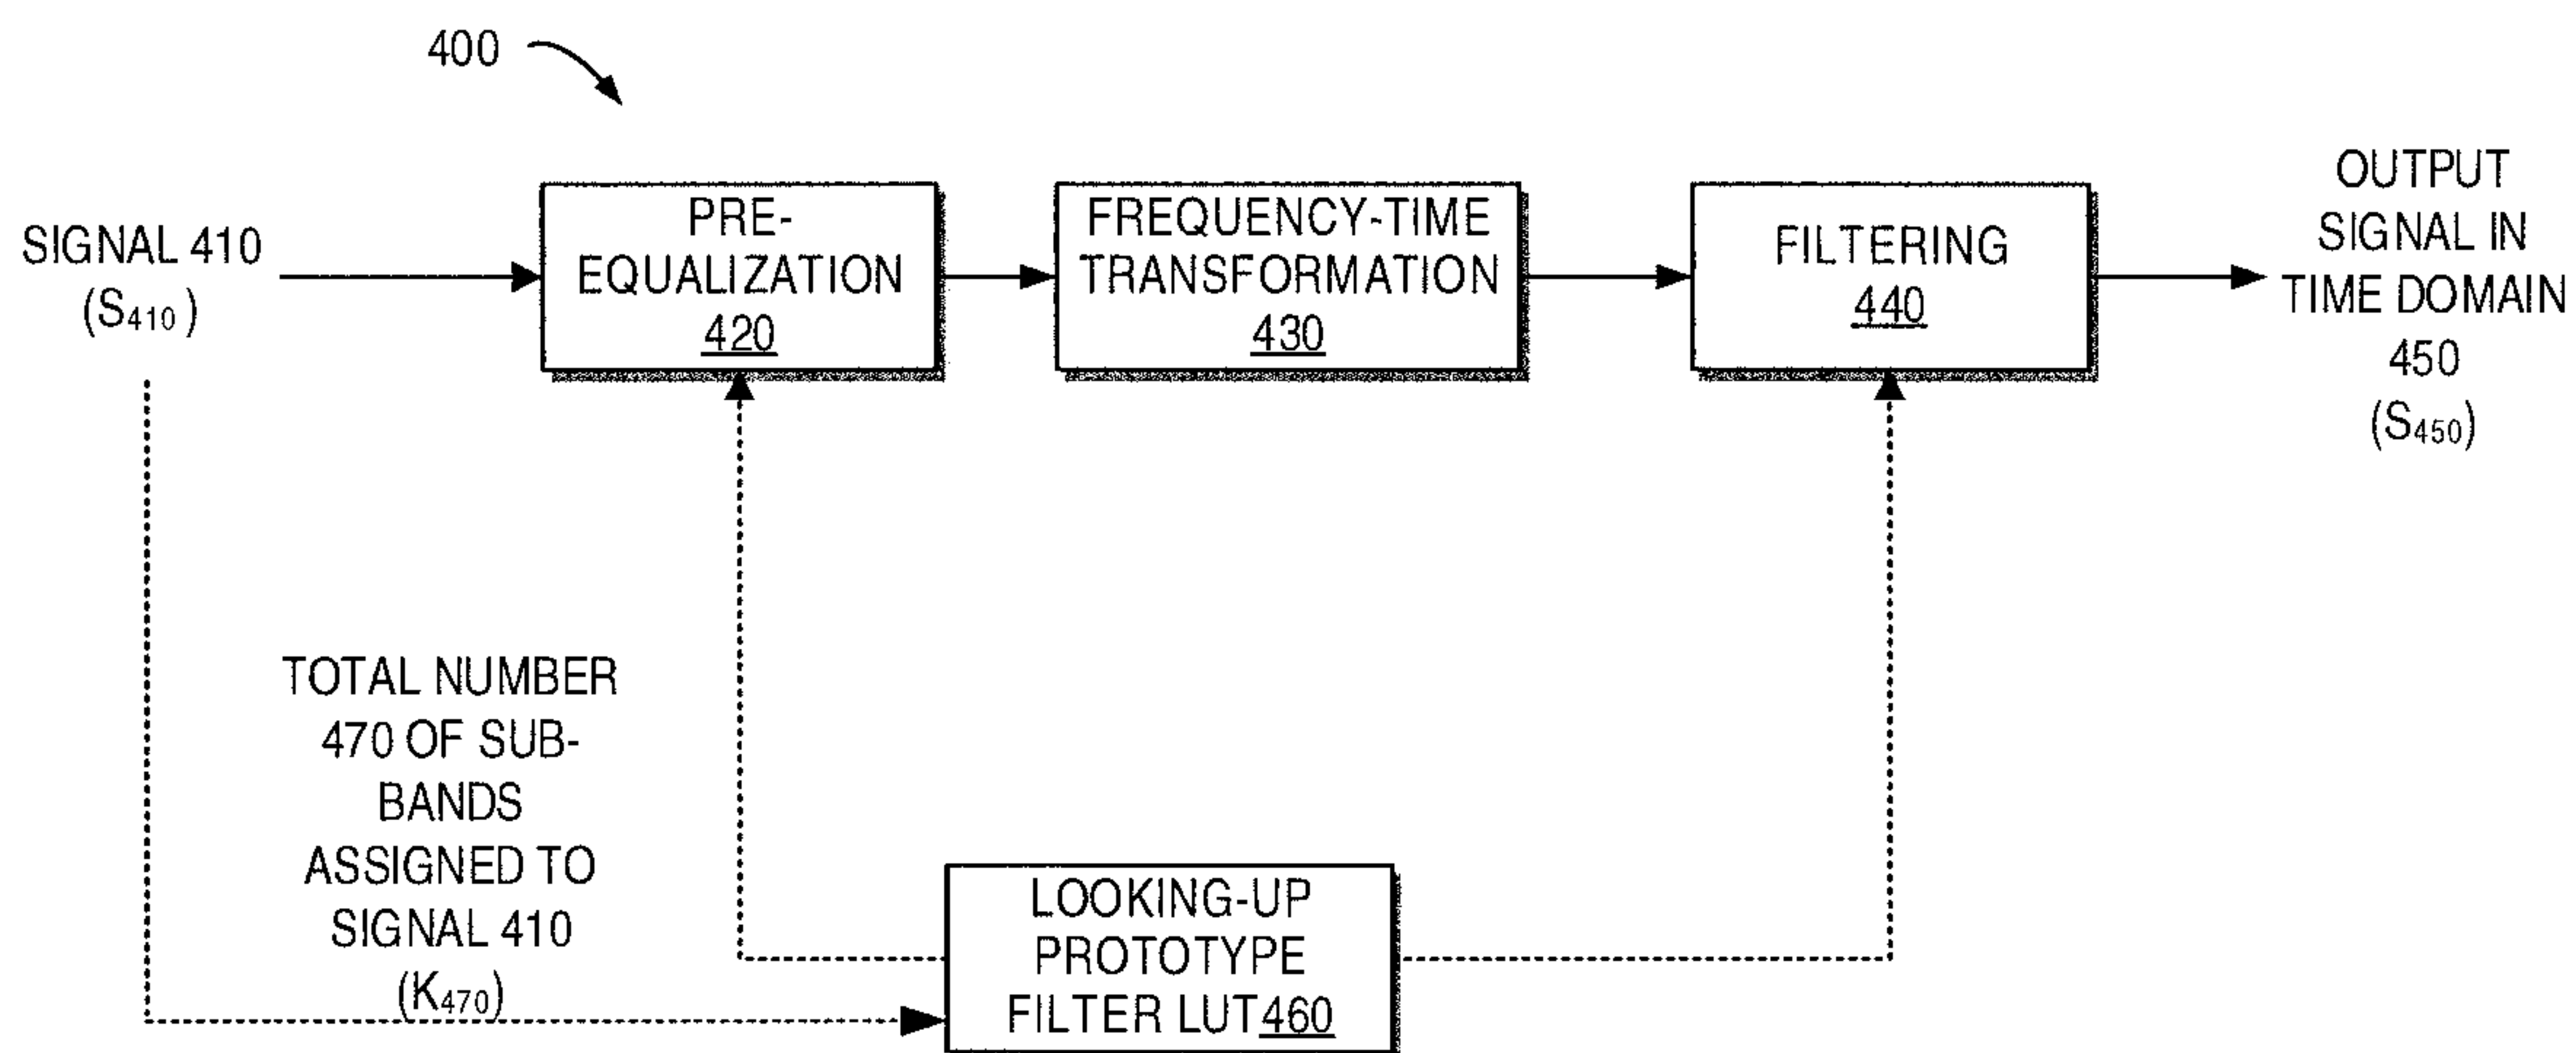 400
SIGNAL 410
(S410)
PRE-
EQUALIZATION
420
FREQUENCY-TIME
TRANSFORMATION
430
FILTERING
440
OUTPUT
SIGNAL IN
TIME DOMAIN
450
(S450)
TOTAL NUMBER
470 OF SUB-
BANDS
ASSIGNED TO
SIGNAL 410
(K470)
LOOKING-UP
PROTOTYPE
FILTER LUT460